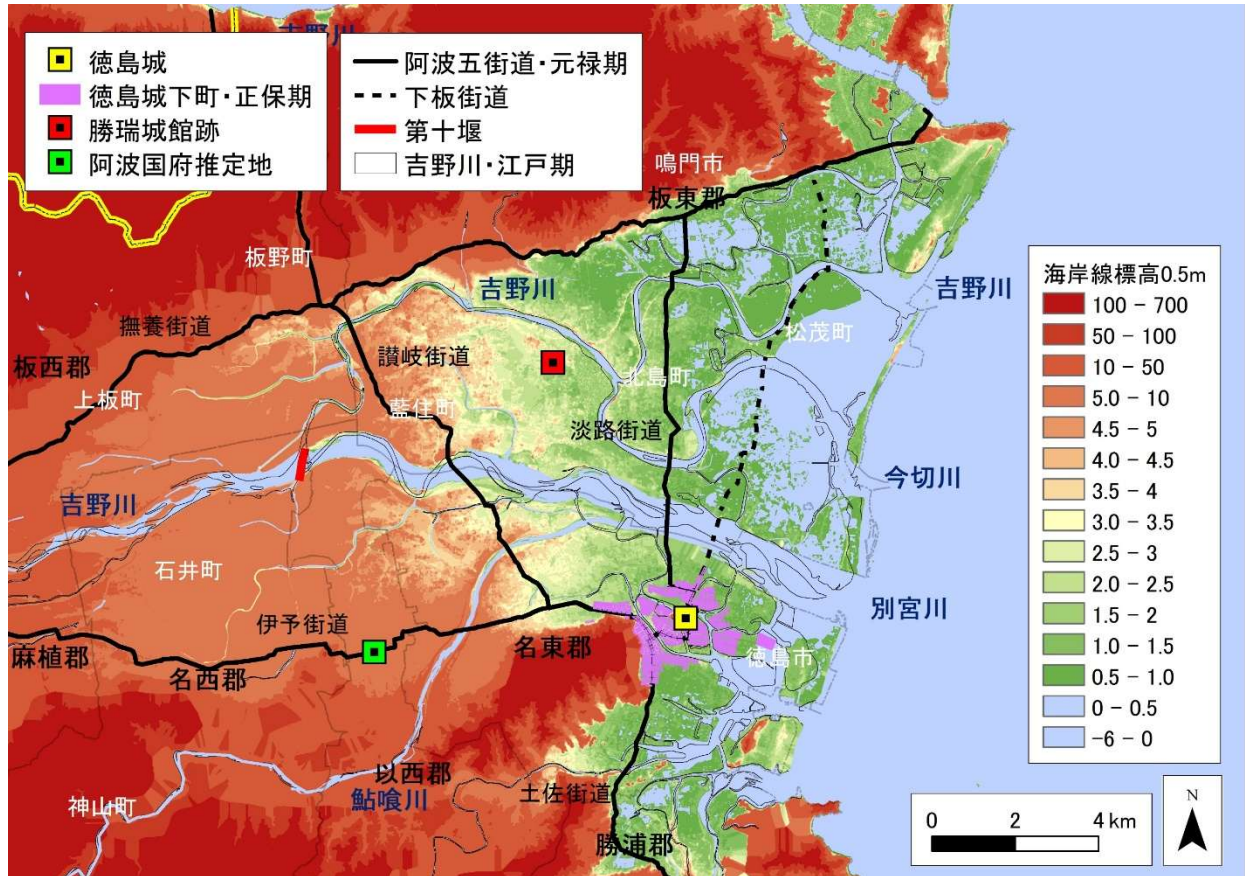 吉野川
徳島城
徳島城下町・正保期
勝瑞城館跡
阿波国府推定地
阿波五街道・元禄期
下板街道
第十堰
吉野川・江戸期
鳴門市
板東郡
板野町
吉野川
吉野川
海岸線標高0.5m
100 - 700
50 - 100
10 - 50
5.0 - 10
4.5 - 5
4.0 - 4.5
3.5 - 4
3.0 - 3.5
2.5 - 3
2.0 - 2.5
1.5 - 2
1.0 - 1.5
0.5 - 1.0
0 - 0.5
-6 - 0
撫養街道
松茂町
讃岐街道
板西郡
北島町
上板町
藍住町
淡路街道
今切川
吉野川
石井町
別宮川
伊予街道
麻植郡
名東郡
徳島市
名西郡
以西郡
鮎喰川
土佐街道
神山町
勝浦郡
0 2 4 km
N